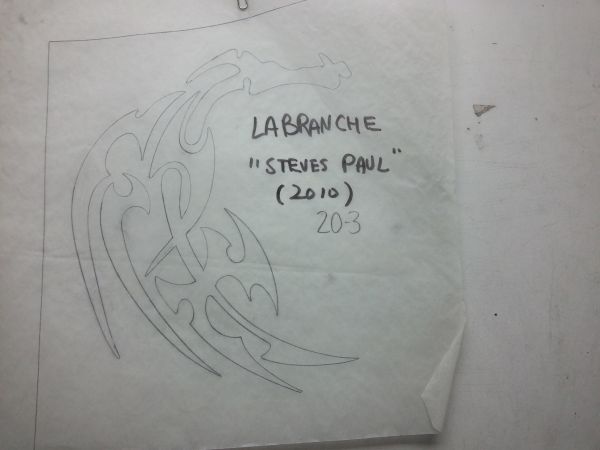 LABRANCHE
"STEVES PAUL"
(2010)
20-3